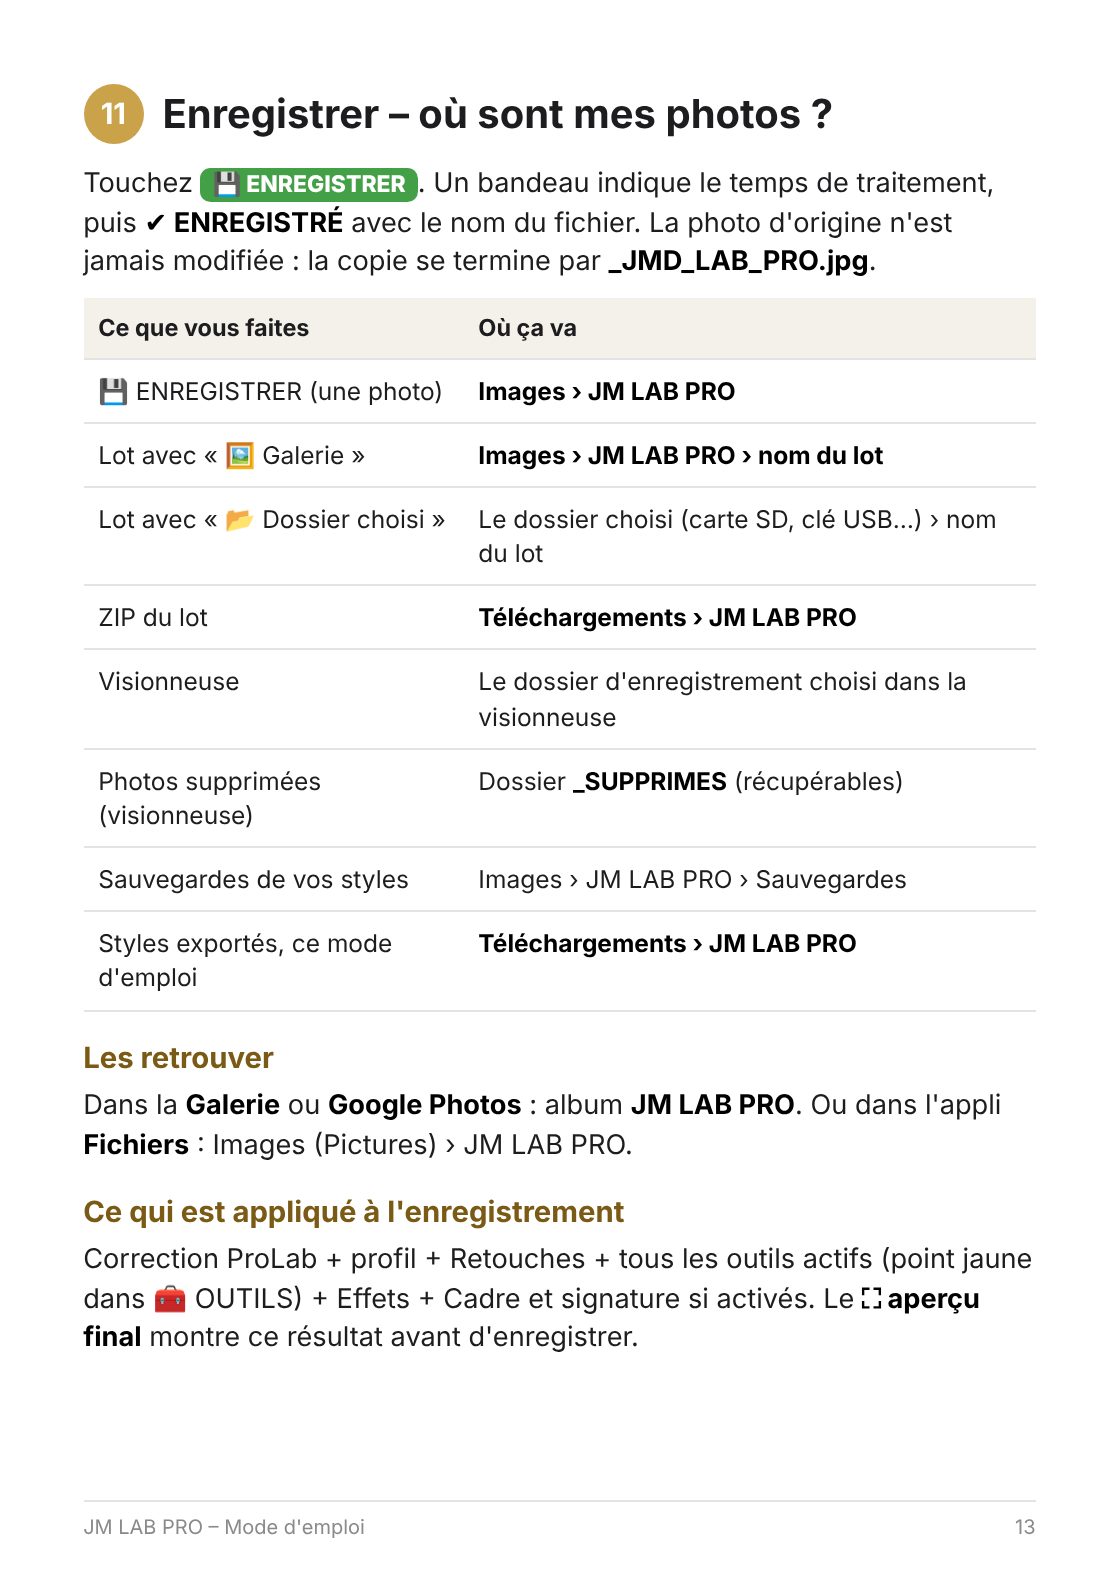 11 Enregistrer – où sont mes photos ?
Touchez 💾 ENREGISTRER. Un bandeau indique le temps de traitement,
puis ✔ ENREGISTRÉ avec le nom du fichier. La photo d'origine n'est
jamais modifiée : la copie se termine par _JMD_LAB_PRO.jpg.
Ce que vous faites Où ça va
💾 ENREGISTRER (une photo) Images › JM LAB PRO
Lot avec « 🖼️ Galerie » Images › JM LAB PRO › nom du lot
Lot avec « 📂 Dossier choisi » Le dossier choisi (carte SD, clé USB…) › nom
du lot
ZIP du lot Téléchargements › JM LAB PRO
Visionneuse Le dossier d'enregistrement choisi dans la
visionneuse
Photos supprimées Dossier _SUPPRIMES (récupérables)
(visionneuse)
Sauvegardes de vos styles Images › JM LAB PRO › Sauvegardes
Styles exportés, ce mode Téléchargements › JM LAB PRO
d'emploi
Les retrouver
Dans la Galerie ou Google Photos : album JM LAB PRO. Ou dans l'appli
Fichiers : Images (Pictures) › JM LAB PRO.
Ce qui est appliqué à l'enregistrement
Correction ProLab + profil + Retouches + tous les outils actifs (point jaune
dans 🧰 OUTILS) + Effets + Cadre et signature si activés. Le ⛶ aperçu
final montre ce résultat avant d'enregistrer.
JM LAB PRO – Mode d'emploi 13